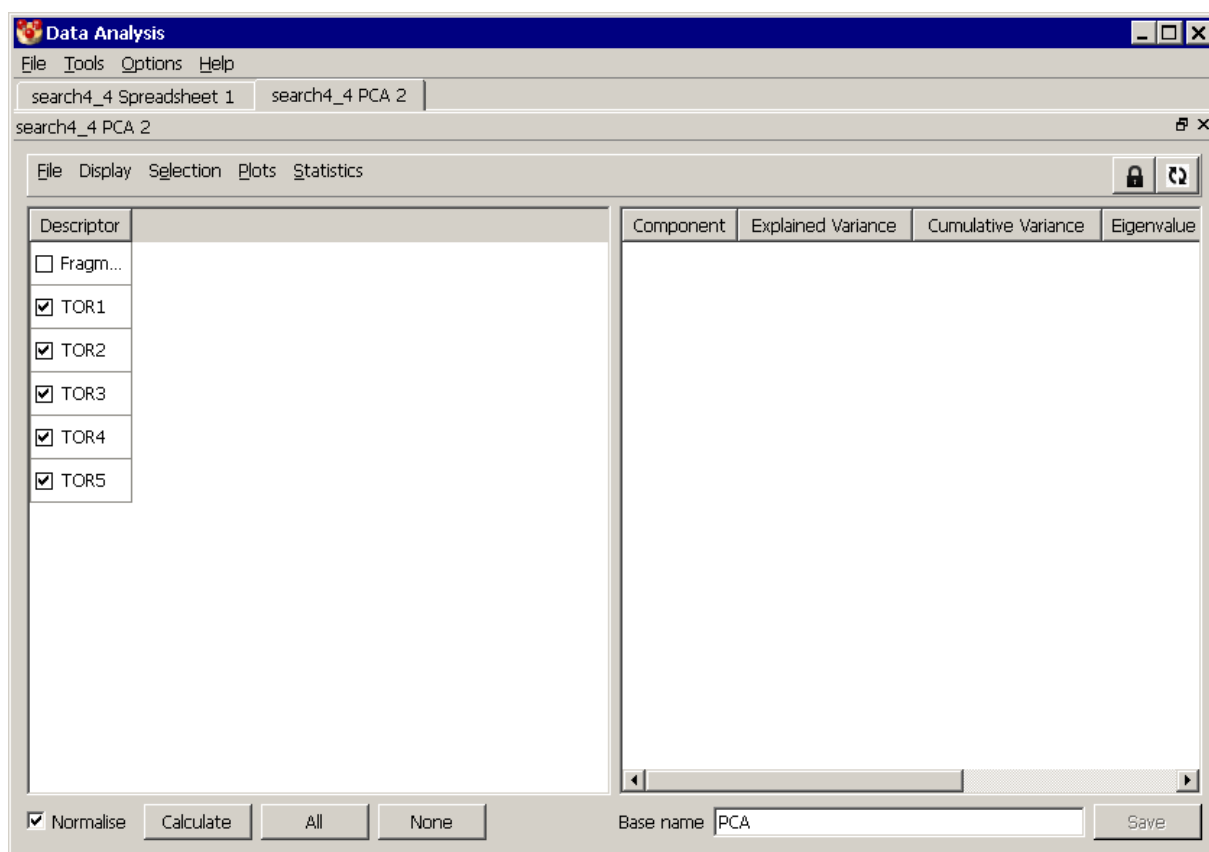 Data Analysis
File Tools Options Help
search4_4 Spreadsheet 1 search4_4 PCA 2
search4_4 PCA 2
File Display Selection Plots Statistics
Descriptor Component Explained Variance Cumulative Variance Eigenvalue
Fragm...
TOR1
TOR2
TOR3
TOR4
TOR5
Normalise Calculate All None Base name PCA Save